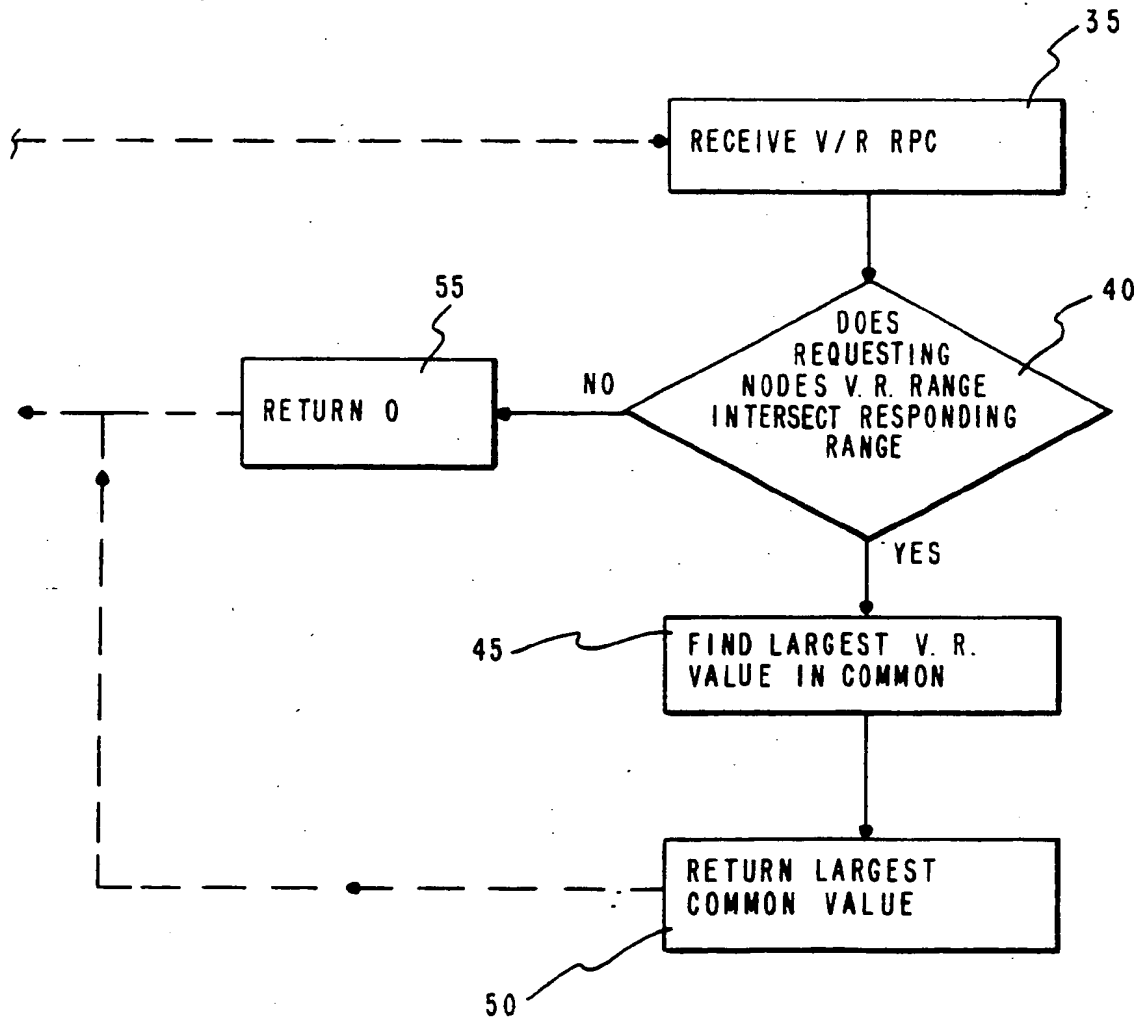 35
RECEIVE V/R RPC
40
DOES
REQUESTING
NODES V. R. RANGE
INTERSECT RESPONDING
RANGE
55
NO
RETURN 0
YES
45
FIND LARGEST V. R.
VALUE IN COMMON
RETURN LARGEST
COMMON VALUE
50